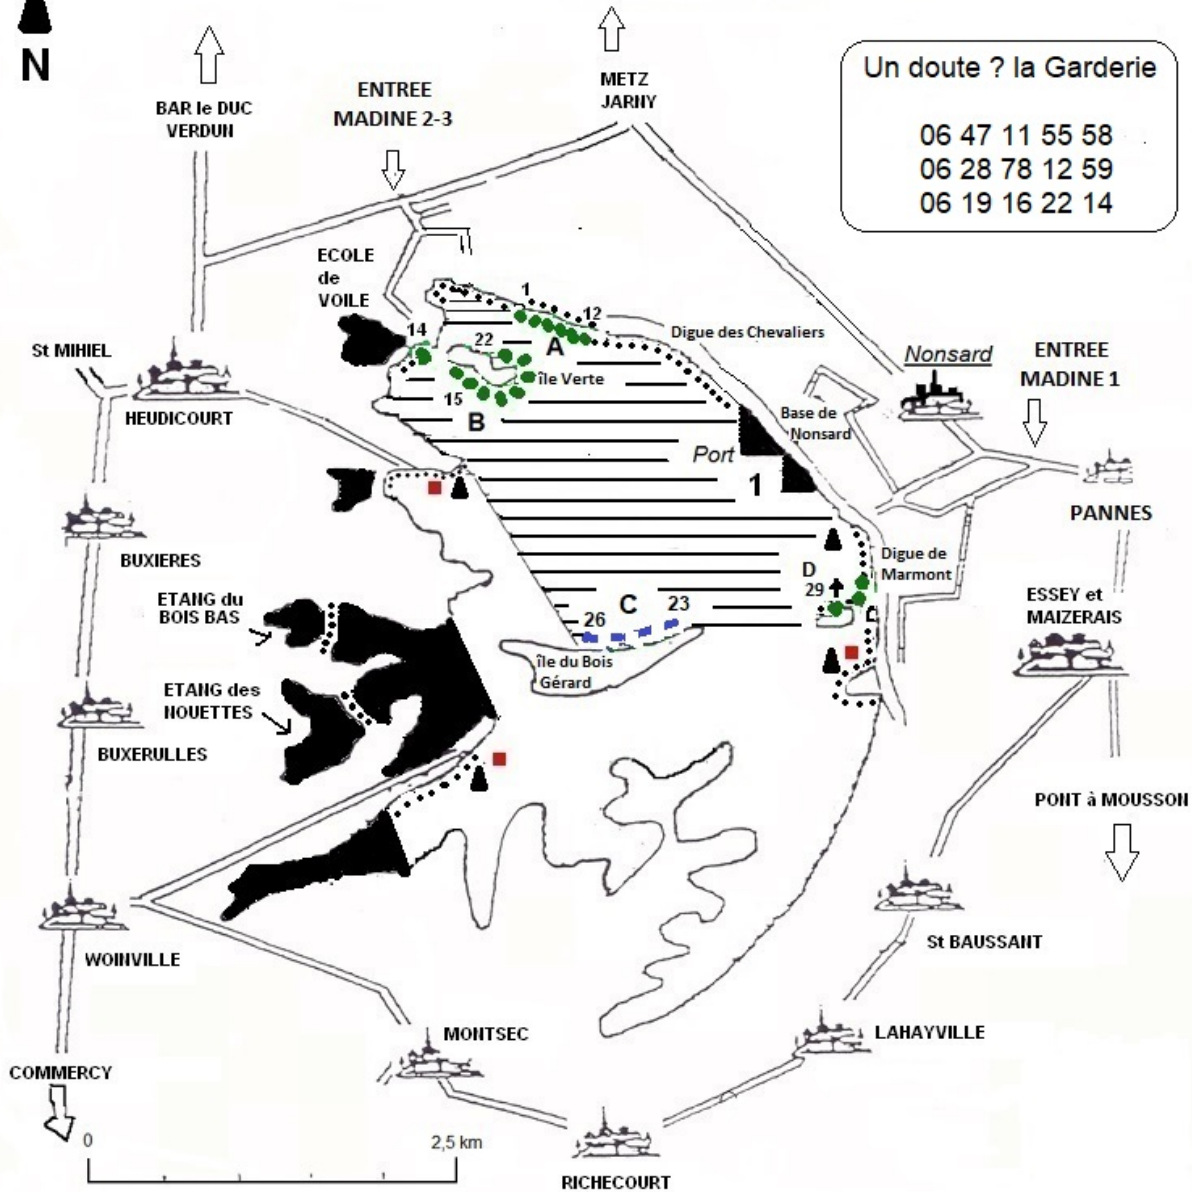 N
BAR le DUC
VERDUN
ENTREE
MADINE 2-3
METZ
JARNY
Un doute ? la Garderie
06 47 11 55 58
06 28 78 12 59
06 19 16 22 14
ECOLE
de
VOILE
1
12
14
22
A
Digue des Chevaliers
St MIHIEL
Nonsard
ENTREE
MADINE 1
île Verte
15
B
HEUDICOURT
Base de
Nonsard
Port
1
PANNES
BUXIERES
Digue de
Marmont
D
29
ETANG du
BOIS BAS
C
26
23
ESSEY et
MAIZERAIS
île du Bois
Gérard
ETANG des
NOUETTES
BUXERULLES
PONT à MOUSSON
St BAUSSANT
WOINVILLE
MONTSEC
LAHAYVILLE
COMMERCY
0
2,5 km
RICHECOURT